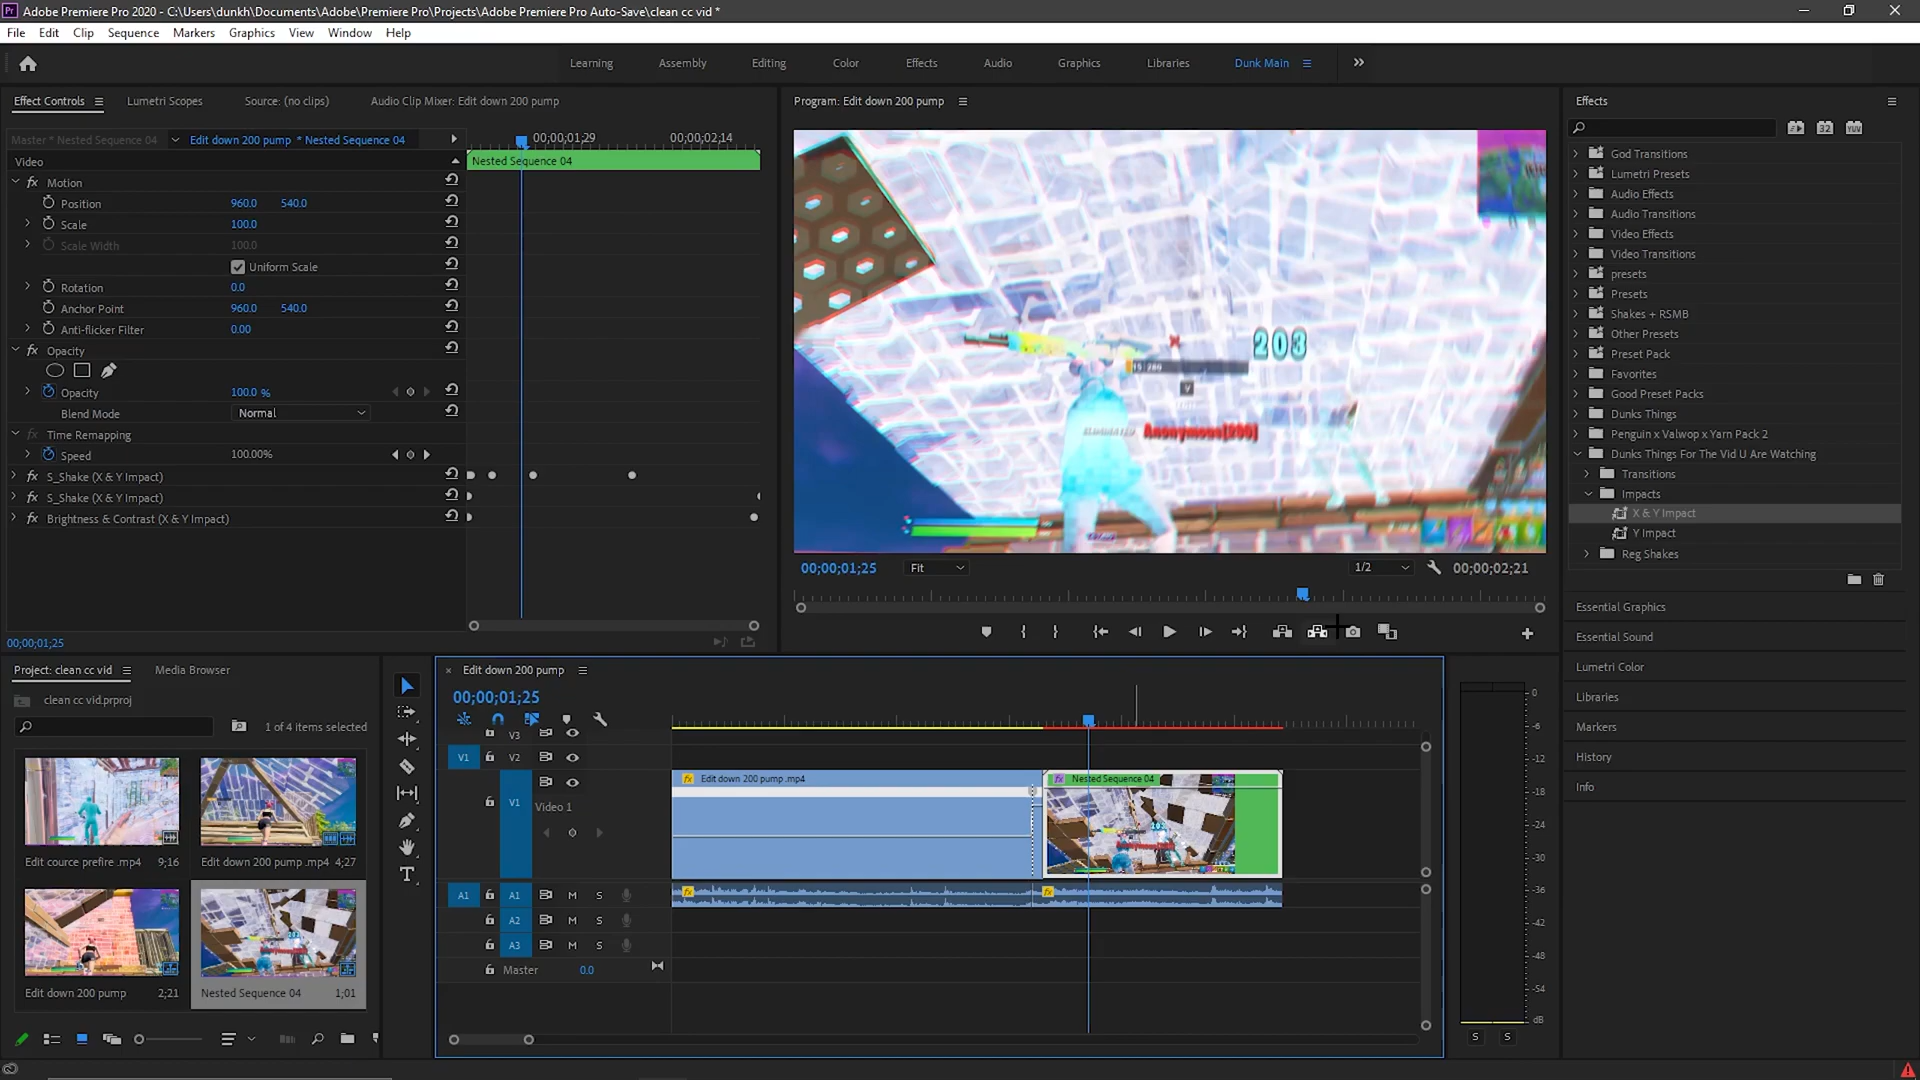 Adobe Premiere Pro 2020 - C:\Users\dunkh\Documents\Adobe\Premiere Pro\Projects\Adobe Premiere Pro Auto-Save\clean cc vid *
File Edit Clip Sequence Markers Graphics View Window Help
Learning Assembly Editing Color Effects Audio Graphics Libraries Dunk Main
Effect Controls Lumetri Scopes Source: (no clips) Audio Clip Mixer: Edit down 200 pump
Master * Nested Sequence 04 Edit down 200 pump * Nested Sequence 04
00;00;01;29 00;00;02;14
Video
Nested Sequence 04
fx Motion
Position 960.0 540.0
Scale 100.0
Scale Width 100.0
Uniform Scale
Rotation 0.0
Anchor Point 960.0 540.0
Anti-flicker Filter 0.00
fx Opacity
Opacity 100.0 %
Blend Mode Normal
fx Time Remapping
Speed 100.00%
fx S_Shake (X & Y Impact)
fx S_Shake (X & Y Impact)
fx Brightness & Contrast (X & Y Impact)
00;00;01;25
Program: Edit down 200 pump
203
Anonymous[200]
00;00;01;25 Fit 1/2 00;00;02;21
Effects
32 YUV
God Transitions
Lumetri Presets
Audio Effects
Audio Transitions
Video Effects
Video Transitions
presets
Presets
Shakes + RSMB
Other Presets
Preset Pack
Favorites
Good Preset Packs
Dunks Things
Penguin x Valwop x Yarn Pack 2
Dunks Things For The Vid U Are Watching
Transitions
Impacts
X & Y Impact
Y Impact
Reg Shakes
Essential Graphics
Essential Sound
Lumetri Color
Libraries
Markers
History
Info
Project: clean cc vid Media Browser
clean cc vid.prproj
1 of 4 items selected
Edit cource prefire .mp4 9;16
Edit down 200 pump .mp4 4;27
Edit down 200 pump 2;21
Nested Sequence 04 1;01
Edit down 200 pump
00;00;01;25
V3
V1 V2
V1 Video 1
fx Edit down 200 pump .mp4
fx Nested Sequence 04
A1 A1 M S
fx fx
A2 M S
A3 M S
Master 0.0
0
-6
-12
-18
-24
-30
-36
-42
-48
-54
dB
S S